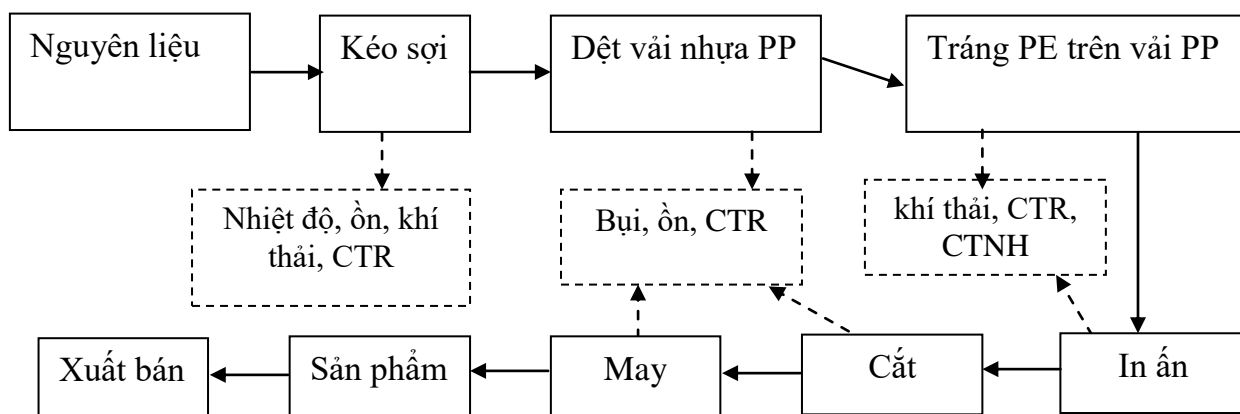 Nguyên liệu
Kéo sợi
Dệt vải nhựa PP
Tráng PE trên vải PP
Nhiệt độ, ồn, khí
thải, CTR
Bụi, ồn, CTR
khí thải, CTR,
CTNH
Xuất bán
Sản phẩm
May
Cắt
In ấn